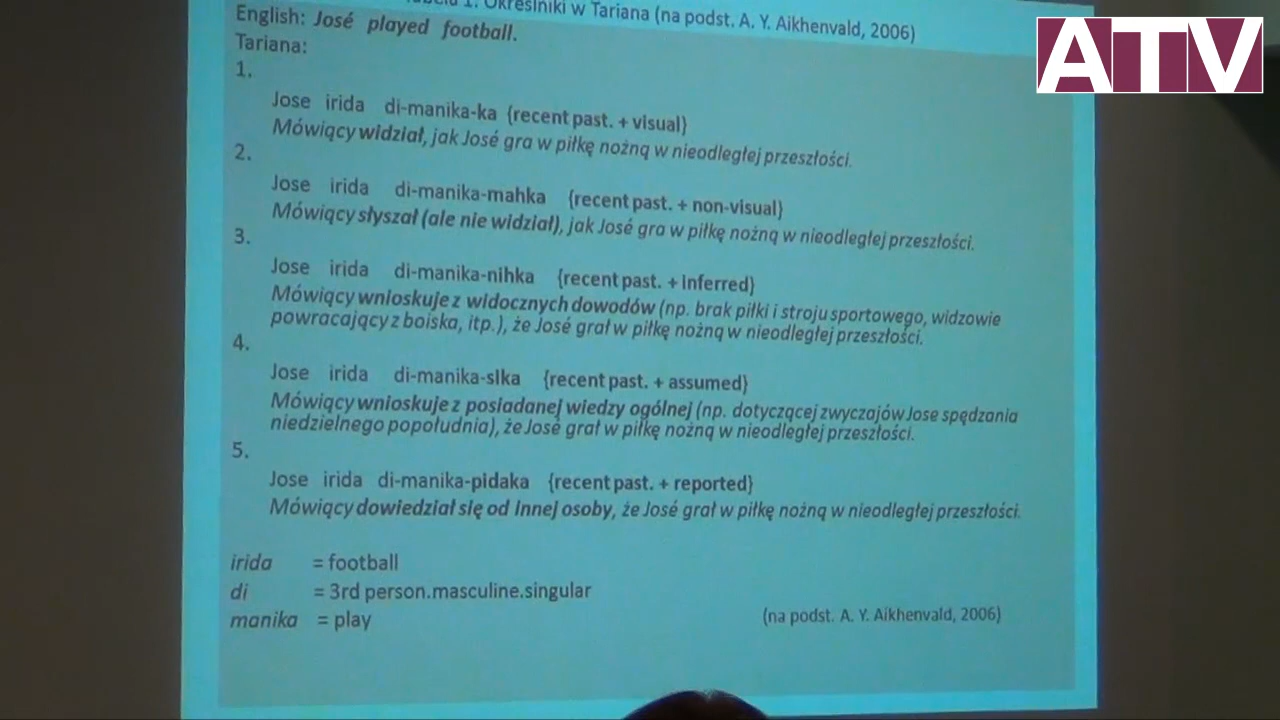 1. Określniki w Tariana (na podst. A. Y. Aikhenvald, 2006)
ATV
English: José played football.
Tariana:
1.
Jose irida di-manika-ka {recent past. + visual}
Mówiący widział, jak José gra w piłkę nożną w nieodległej przeszłości.
2.
Jose irida di-manika-mahka {recent past. + non-visual}
Mówiący słyszał (ale nie widział), jak José gra w piłkę nożną w nieodległej przeszłości.
3.
Jose irida di-manika-nihka {recent past. + inferred}
Mówiący wnioskuje z widocznych dowodów (np. brak piłki i stroju sportowego, widzowie
powracający z boiska, itp.), że José grał w piłkę nożną w nieodległej przeszłości.
4.
Jose irida di-manika-sika {recent past. + assumed}
Mówiący wnioskuje z posiadanej wiedzy ogólnej (np. dotyczącej zwyczajów Jose spędzania
niedzielnego popołudnia), że José grał w piłkę nożną w nieodległej przeszłości.
5.
Jose irida di-manika-pidaka {recent past. + reported}
Mówiący dowiedział się od innej osoby, że José grał w piłkę nożną w nieodległej przeszłości.
irida = football
di = 3rd person.masculine.singular
manika = play
(na podst. A. Y. Aikhenvald, 2006)